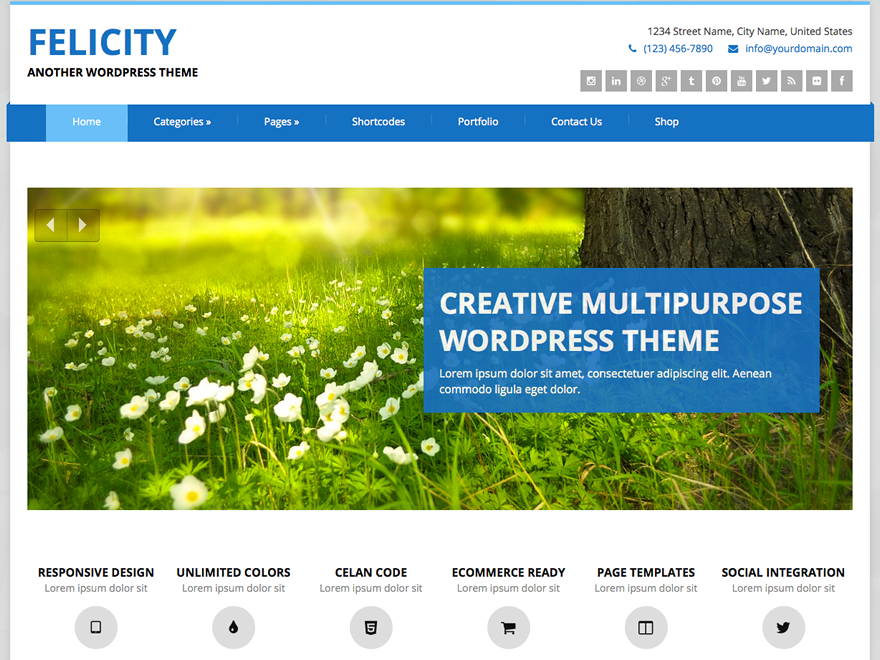 FELICITY
ANOTHER WORDPRESS THEME
1234 Street Name, City Name, United States
(123) 456-7890 info@yourdomain.com
Home Categories » Pages » Shortcodes Portfolio Contact Us Shop
CREATIVE MULTIPURPOSE
WORDPRESS THEME
Lorem ipsum dolor sit amet, consectetuer adipiscing elit. Aenean
commodo ligula eget dolor.
RESPONSIVE DESIGN UNLIMITED COLORS CELAN CODE ECOMMERCE READY PAGE TEMPLATES SOCIAL INTEGRATION
Lorem ipsum dolor sit Lorem ipsum dolor sit Lorem ipsum dolor sit Lorem ipsum dolor sit Lorem ipsum dolor sit Lorem ipsum dolor sit